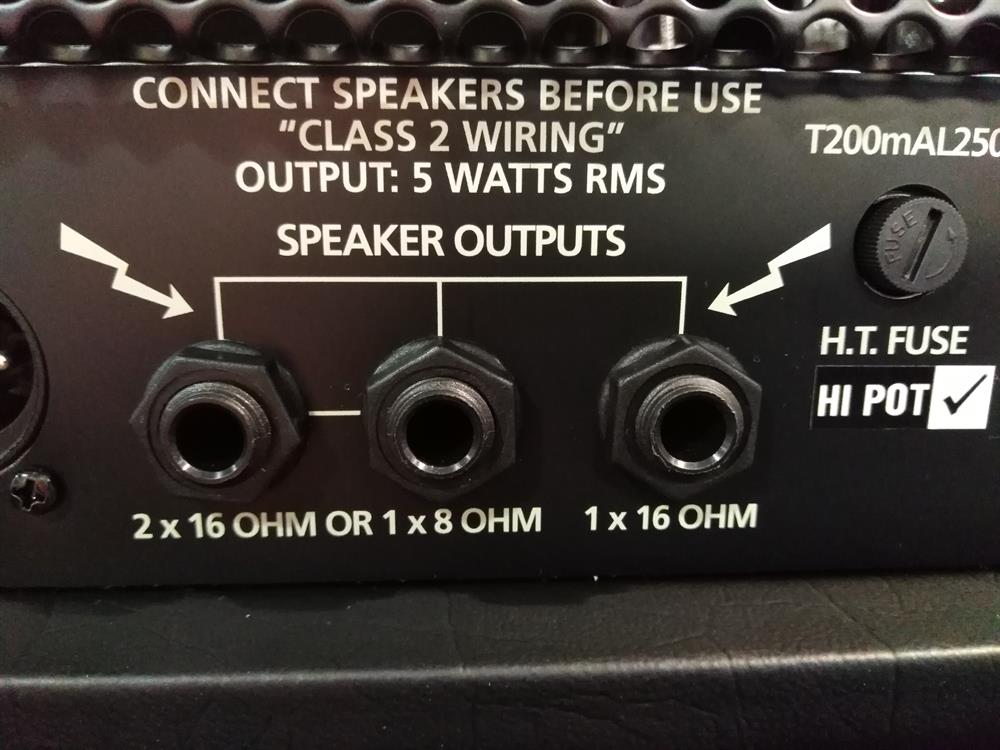 CONNECT SPEAKERS BEFORE USE
"CLASS 2 WIRING"
OUTPUT: 5 WATTS RMS
SPEAKER OUTPUTS
T200mAL250
FUSE
H.T. FUSE
HI POT
2 x 16 OHM OR 1 x 8 OHM
1 x 16 OHM